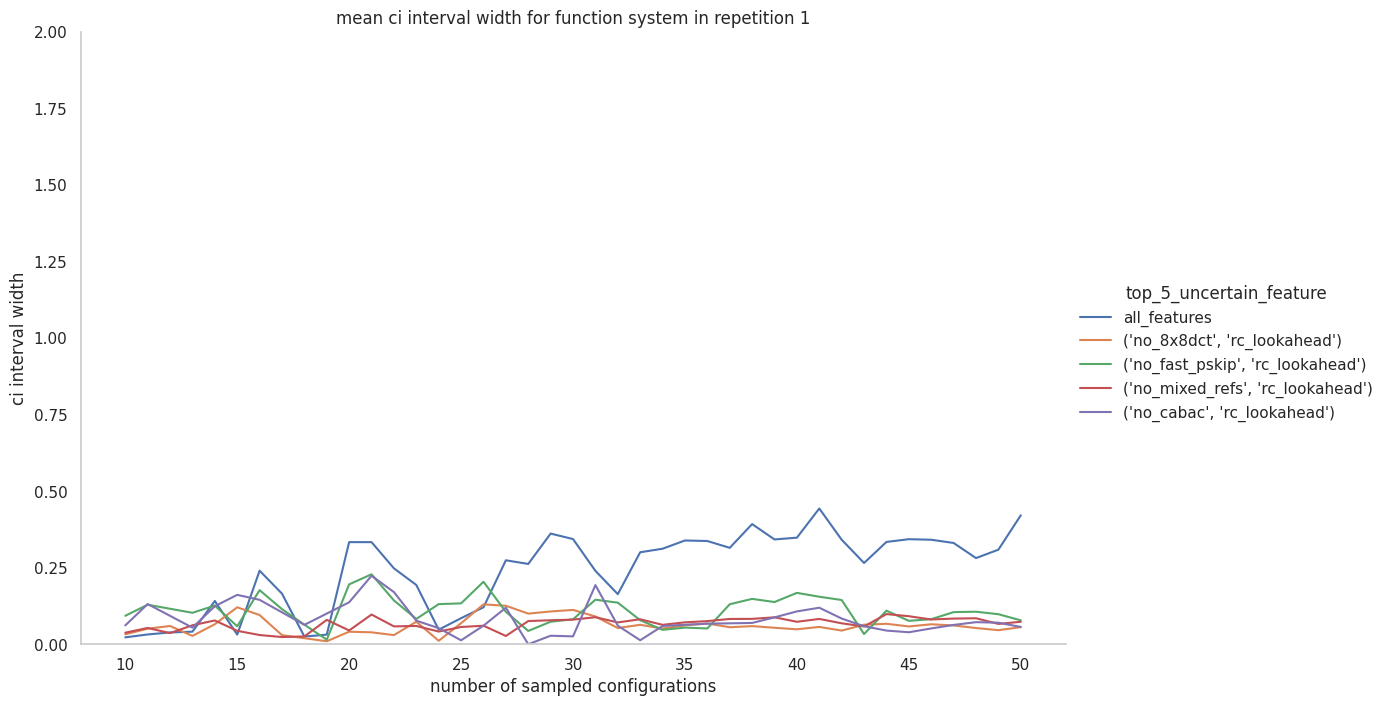 mean ci interval width for function system in repetition 1
2.00
1.75
1.50
1.25
1.00
0.75
0.50
0.25
0.00
ci interval width
10 15 20 25 30 35 40 45 50
number of sampled configurations
top_5_uncertain_feature
all_features
('no_8x8dct', 'rc_lookahead')
('no_fast_pskip', 'rc_lookahead')
('no_mixed_refs', 'rc_lookahead')
('no_cabac', 'rc_lookahead')